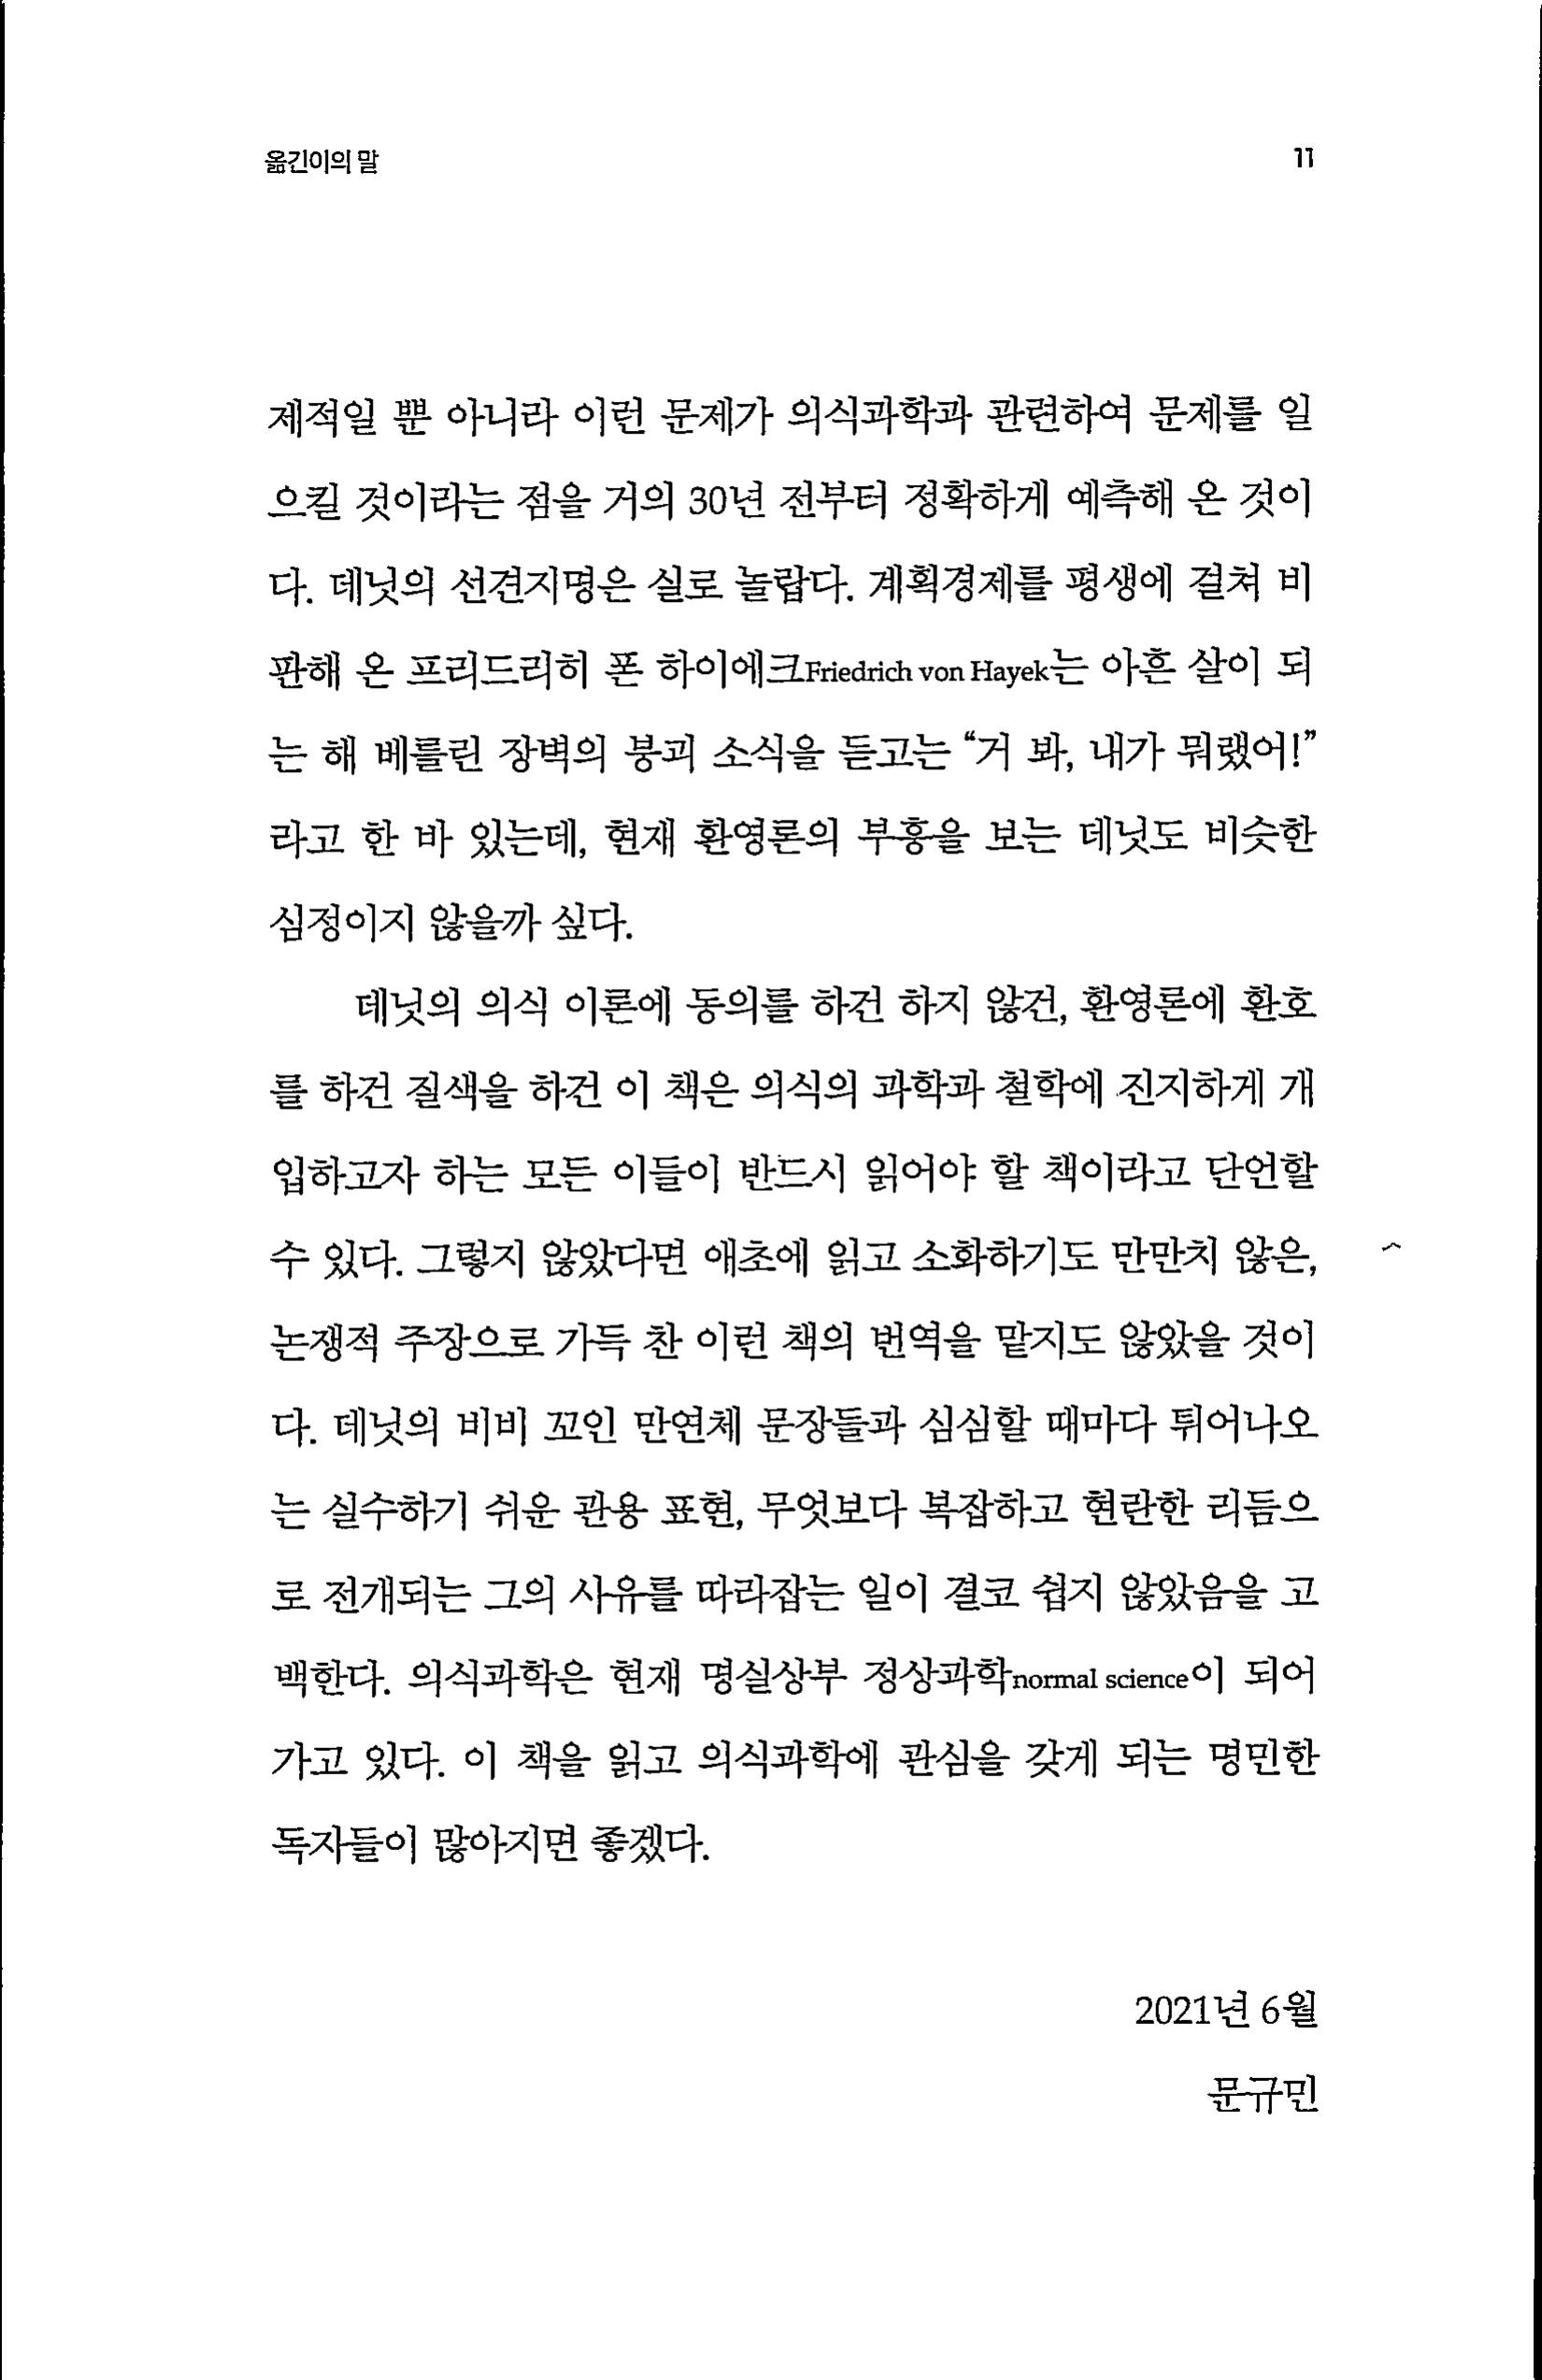 옮긴이의 말
11
제적일 뿐 아니라 이런 문제가 의식과학과 관련하여 문제를 일
으킬 것이라는 점을 거의 30년 전부터 정확하게 예측해 온 것이
다. 데닛의 선견지명은 실로 놀랍다. 계획경제를 평생에 걸쳐 비
판해 온 프리드리히 폰 하이에크Friedrich von Hayek는 아흔 살이 되
는 해 베를린 장벽의 붕괴 소식을 듣고는 “거 봐, 내가 뭐랬어!”
라고 한 바 있는데, 현재 환영론의 부흥을 보는 데닛도 비슷한
심정이지 않을까 싶다.
데닛의 의식 이론에 동의를 하건 하지 않건, 환영론에 환호
를 하건 질색을 하건 이 책은 의식의 과학과 철학에 진지하게 개
입하고자 하는 모든 이들이 반드시 읽어야 할 책이라고 단언할
수 있다. 그렇지 않았다면 애초에 읽고 소화하기도 만만치 않은,
논쟁적 주장으로 가득 찬 이런 책의 번역을 맡지도 않았을 것이
다. 데닛의 비비 꼬인 만연체 문장들과 심심할 때마다 튀어나오
는 실수하기 쉬운 관용 표현, 무엇보다 복잡하고 현란한 리듬으
로 전개되는 그의 사유를 따라잡는 일이 결코 쉽지 않았음을 고
백한다. 의식과학은 현재 명실상부 정상과학normal science이 되어
가고 있다. 이 책을 읽고 의식과학에 관심을 갖게 되는 명민한
독자들이 많아지면 좋겠다.
2021년 6월
문규민